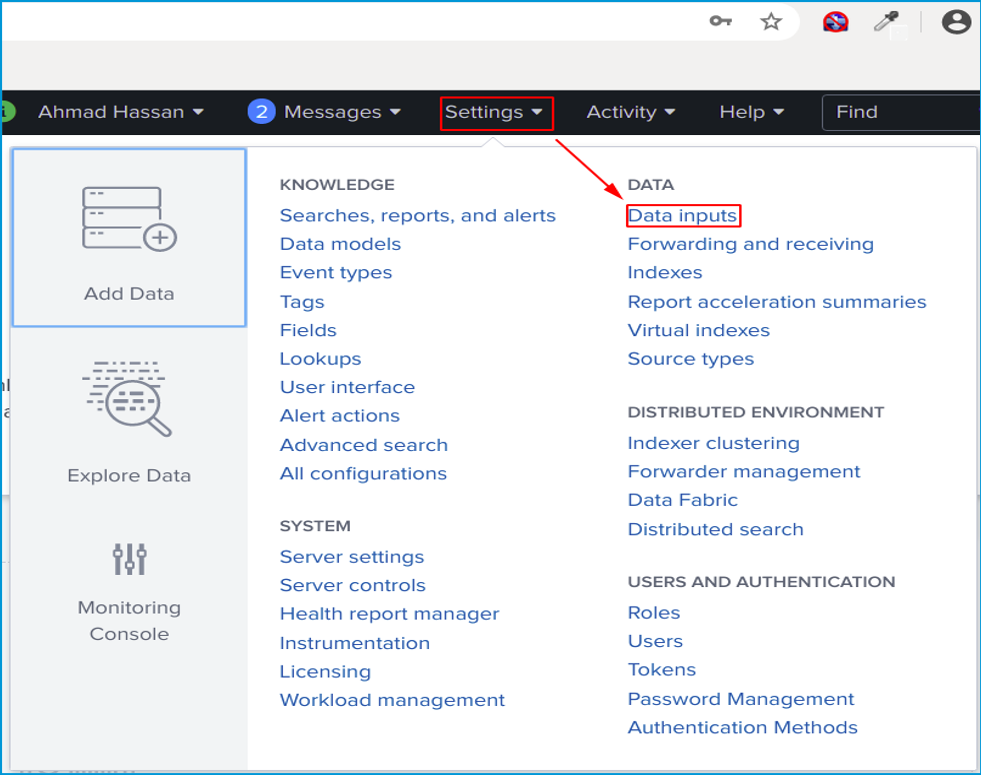 Ahmad Hassan
2 Messages
Settings
Activity
Help
Find
Add Data
Explore Data
Monitoring
Console
KNOWLEDGE
Searches, reports, and alerts
Data models
Event types
Tags
Fields
Lookups
User interface
Alert actions
Advanced search
All configurations
SYSTEM
Server settings
Server controls
Health report manager
Instrumentation
Licensing
Workload management
DATA
Data inputs
Forwarding and receiving
Indexes
Report acceleration summaries
Virtual indexes
Source types
DISTRIBUTED ENVIRONMENT
Indexer clustering
Forwarder management
Data Fabric
Distributed search
USERS AND AUTHENTICATION
Roles
Users
Tokens
Password Management
Authentication Methods